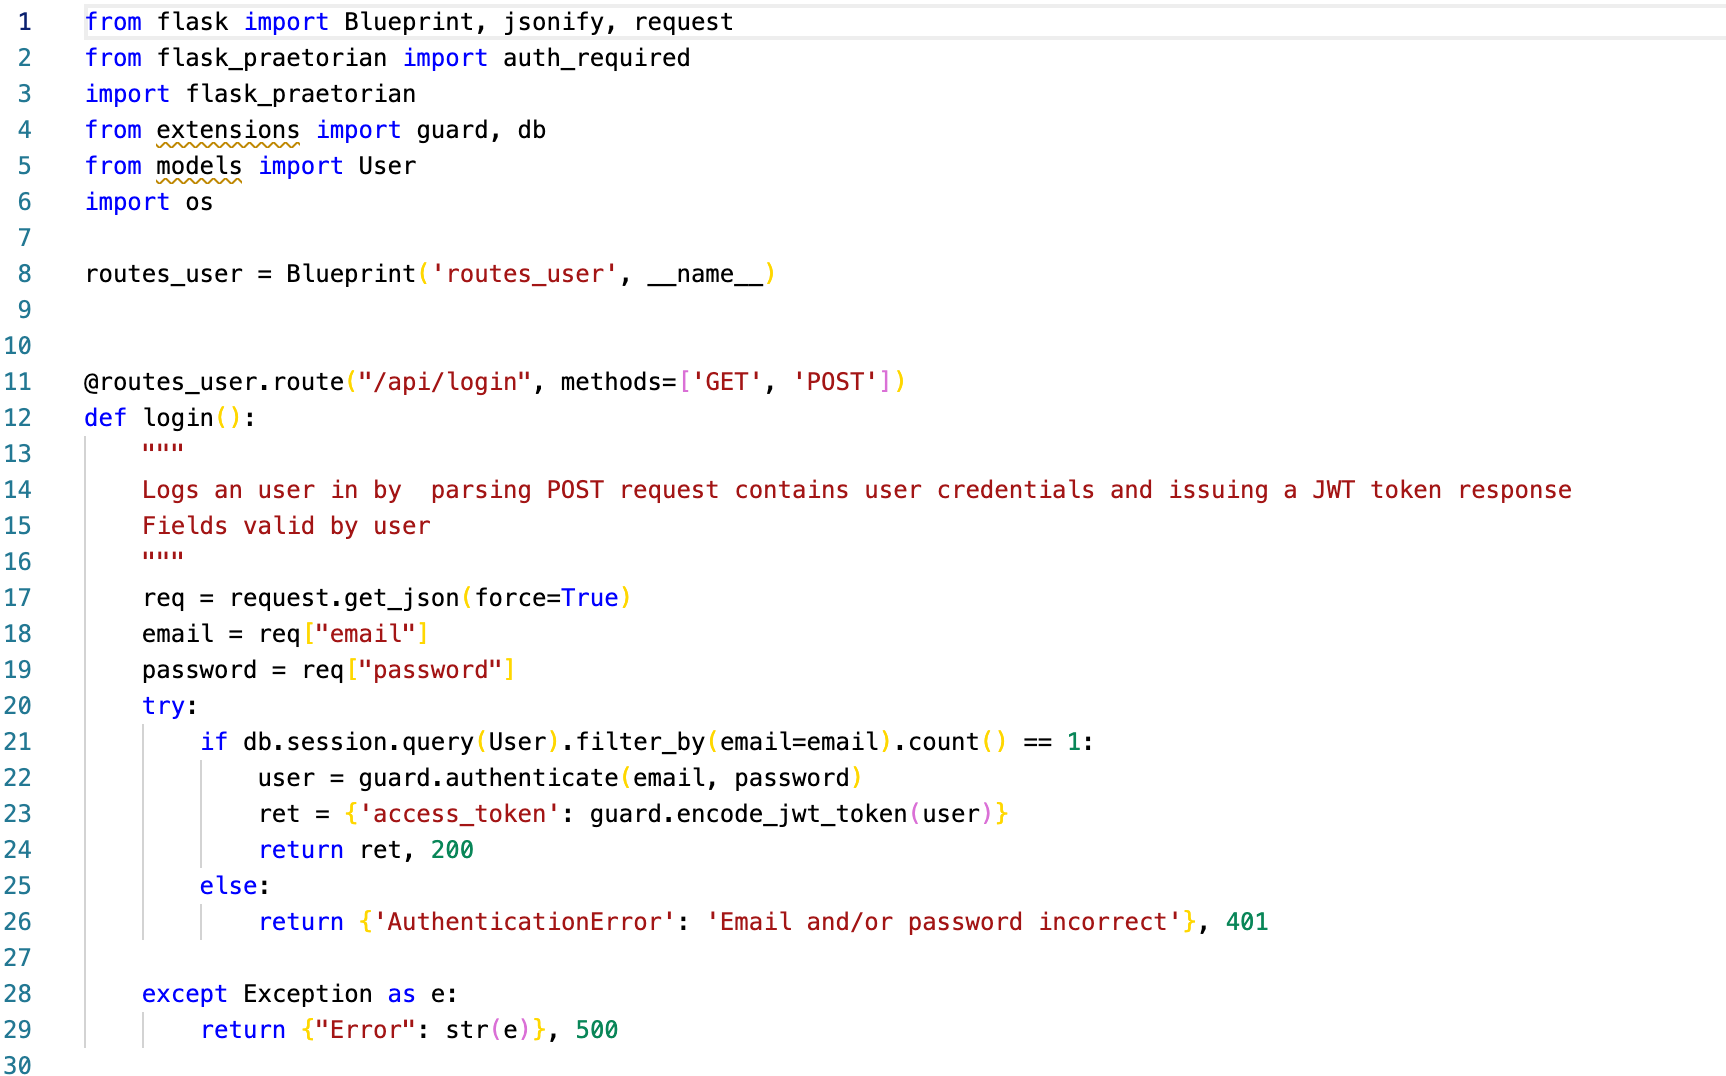 1 from flask import Blueprint, jsonify, request
2 from flask_praetorian import auth_required
3 import flask_praetorian
4 from extensions import guard, db
5 from models import User
6 import os
7
8 routes_user = Blueprint('routes_user', __name__)
9
10
11 @routes_user.route("/api/login", methods=['GET', 'POST'])
12 def login():
13     """
14     Logs an user in by  parsing POST request contains user credentials and issuing a JWT token response
15     Fields valid by user
16     """
17     req = request.get_json(force=True)
18     email = req["email"]
19     password = req["password"]
20     try:
21         if db.session.query(User).filter_by(email=email).count() == 1:
22             user = guard.authenticate(email, password)
23             ret = {'access_token': guard.encode_jwt_token(user)}
24             return ret, 200
25         else:
26             return {'AuthenticationError': 'Email and/or password incorrect'}, 401
27
28     except Exception as e:
29         return {"Error": str(e)}, 500
30